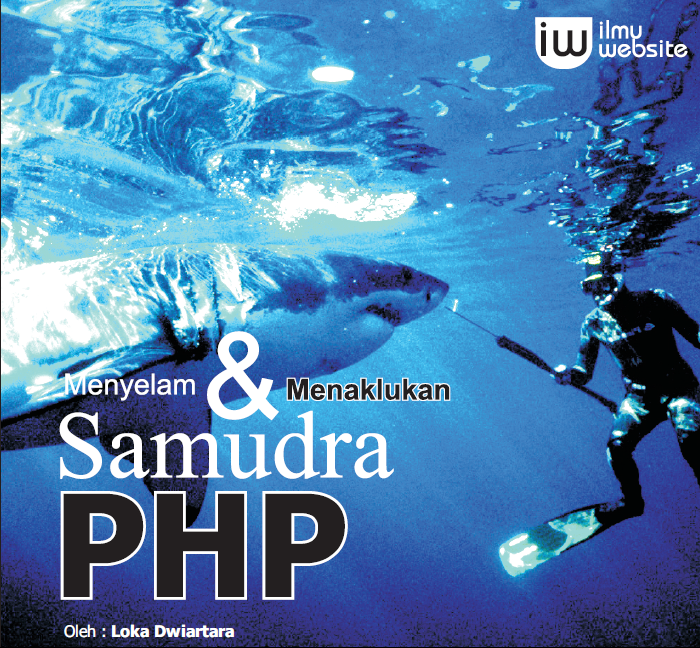 iw ilmu
website
Menyelam & Menaklukan
Samudra
PHP
Oleh : Loka Dwiartara